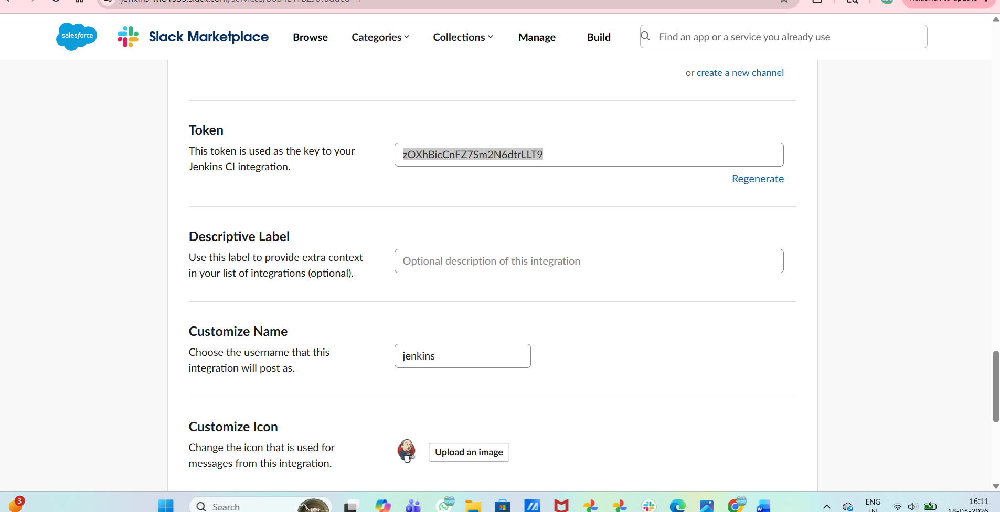 salesforce
Slack Marketplace
Browse
Categories
Collections
Manage
Build
Find an app or a service you already use
or create a new channel
Token
This token is used as the key to your
Jenkins CI integration.
zOXhBicCnFZ7Sm2N6dtrLLT9
Regenerate
Descriptive Label
Use this label to provide extra context
in your list of integrations (optional).
Optional description of this integration
Customize Name
Choose the username that this
integration will post as.
jenkins
Customize Icon
Change the icon that is used for
messages from this integration.
Upload an image
3
Search
ENG
IN
16:11
18-05-2026